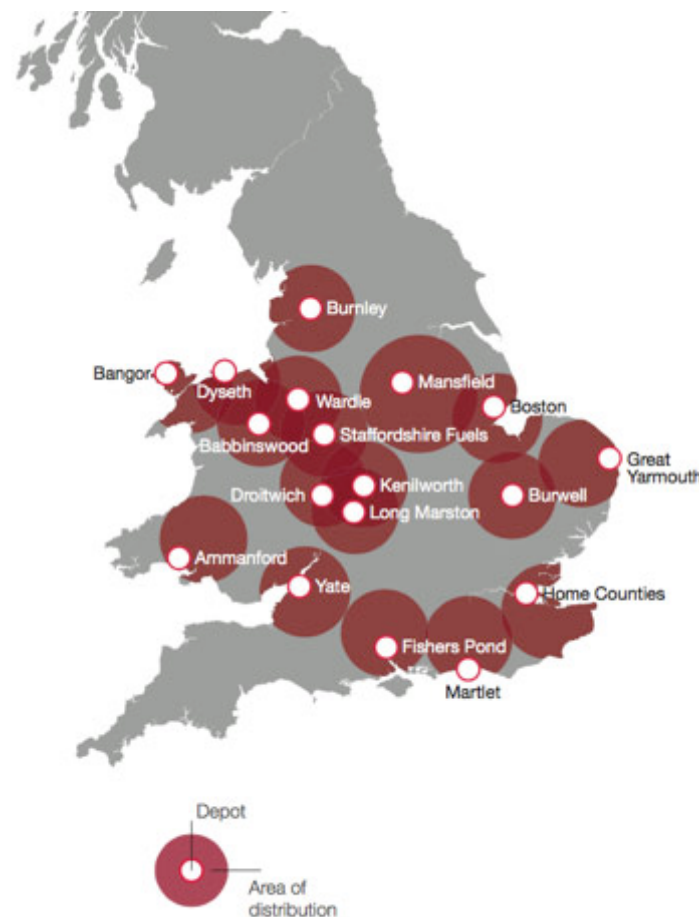 Burnley
Bangor
Dyseth
Wardle
Mansfield
Boston
Babbinswood
Staffordshire Fuels
Great
Yarmouth
Droitwich
Kenilworth
Burwell
Long Marston
Ammanford
Yate
Home Counties
Fishers Pond
Martlet
Depot
Area of
distribution